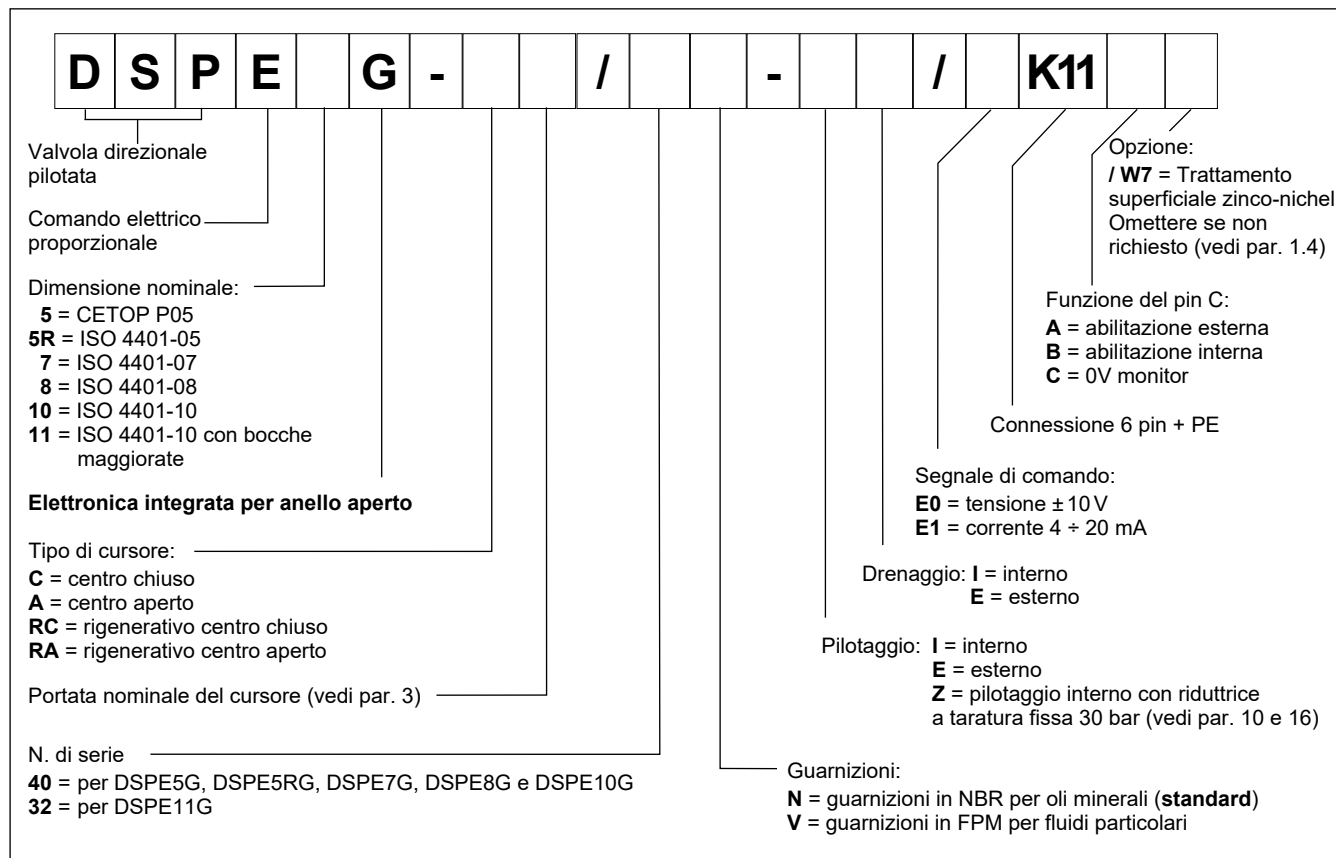 D S P E G - / - / K11
Valvola direzionale
pilotata
Comando elettrico
proporzionale
Dimensione nominale:
5 = CETOP P05
5R = ISO 4401-05
7 = ISO 4401-07
8 = ISO 4401-08
10 = ISO 4401-10
11 = ISO 4401-10 con bocche
maggiorate
Elettronica integrata per anello aperto
Tipo di cursore:
C = centro chiuso
A = centro aperto
RC = rigenerativo centro chiuso
RA = rigenerativo centro aperto
Portata nominale del cursore (vedi par. 3)
N. di serie
40 = per DSPE5G, DSPE5RG, DSPE7G, DSPE8G e DSPE10G
32 = per DSPE11G
Opzione:
/ W7 = Trattamento
superficiale zinco-nichel
Omettere se non
richiesto (vedi par. 1.4)
Funzione del pin C:
A = abilitazione esterna
B = abilitazione interna
C = 0V monitor
Connessione 6 pin + PE
Segnale di comando:
E0 = tensione ± 10 V
E1 = corrente 4 ÷ 20 mA
Drenaggio: I = interno
E = esterno
Pilotaggio: I = interno
E = esterno
Z = pilotaggio interno con riduttrice
a taratura fissa 30 bar (vedi par. 10 e 16)
Guarnizioni:
N = guarnizioni in NBR per oli minerali (standard)
V = guarnizioni in FPM per fluidi particolari